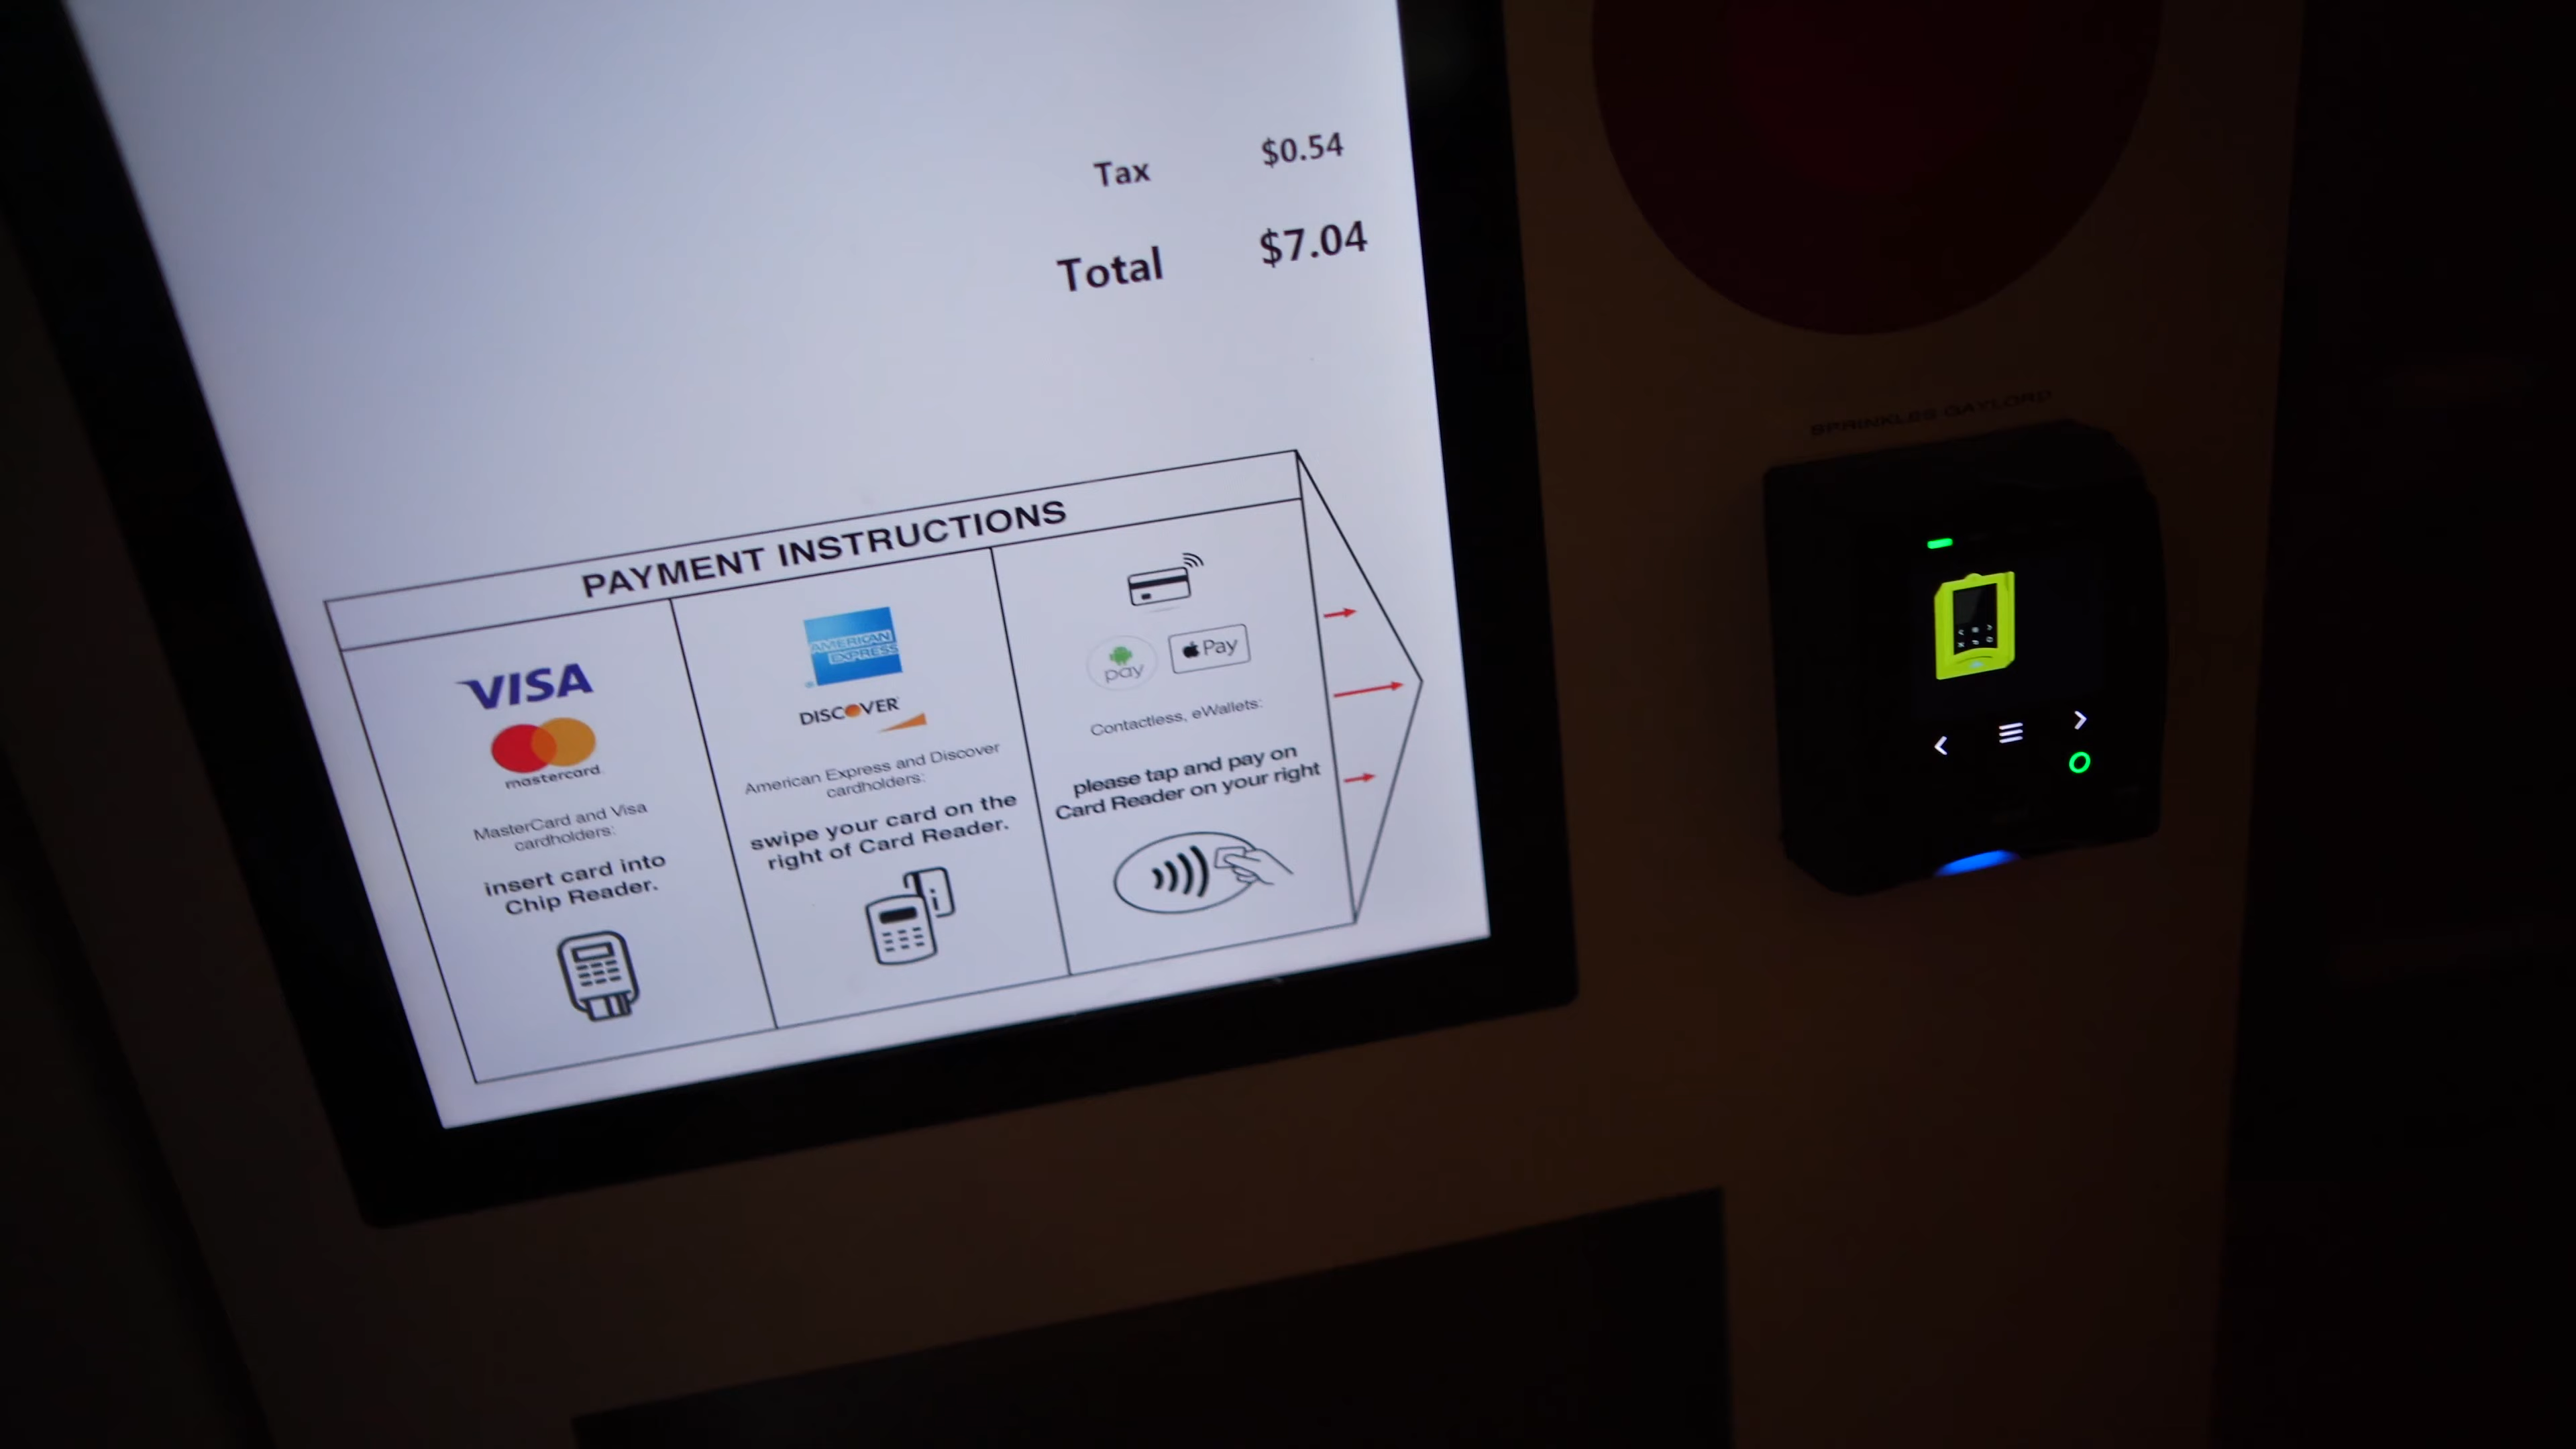 Tax $0.54
Total $7.04
SPRINKLES GAYLORD
PAYMENT INSTRUCTIONS
VISA
mastercard
MasterCard and Visa
cardholders:
insert card into
Chip Reader.
AMERICAN
EXPRESS
DISCOVER
American Express and Discover
cardholders:
swipe your card on the
right of Card Reader.
pay
Pay
Contactless, eWallets:
please tap and pay on
Card Reader on your right